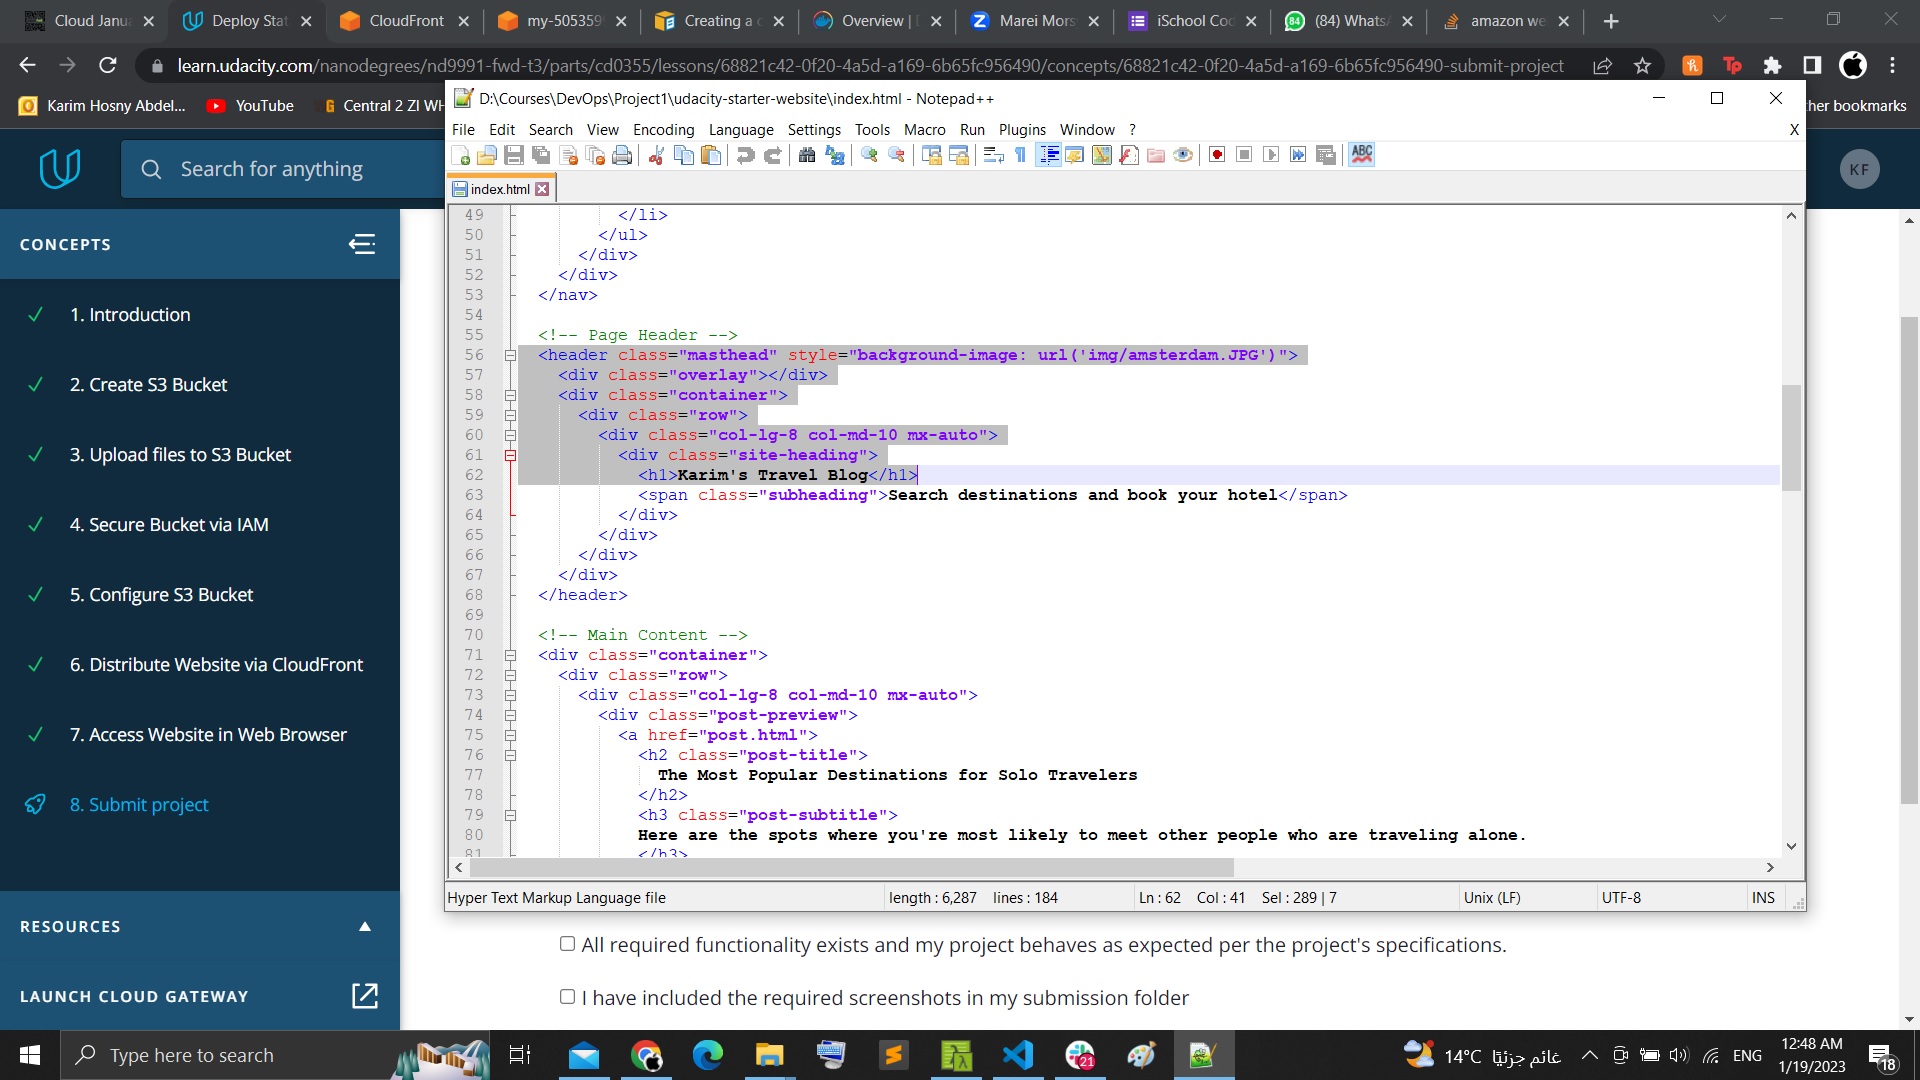 Cloud Janua
Deploy Stat
CloudFront
my-505359
Creating a c
Overview | D
Marei Mors
iSchool Coo
(84) WhatsA
amazon we
learn.udacity.com/nanodegrees/nd9991-fwd-t3/parts/cd0355/lessons/68821c42-0f20-4a5d-a169-6b65fc956490/concepts/68821c42-0f20-4a5d-a169-6b65fc956490-submit-project
Karim Hosny Abdel...
YouTube
Central 2 ZI WH
her bookmarks
Search for anything
KF
CONCEPTS
1. Introduction
2. Create S3 Bucket
3. Upload files to S3 Bucket
4. Secure Bucket via IAM
5. Configure S3 Bucket
6. Distribute Website via CloudFront
7. Access Website in Web Browser
8. Submit project
RESOURCES
LAUNCH CLOUD GATEWAY
D:\Courses\DevOps\Project1\udacity-starter-website\index.html - Notepad++
File Edit Search View Encoding Language Settings Tools Macro Run Plugins Window ?
X
ABC
index.html
49 </li>
50 </ul>
51 </div>
52 </div>
53 </nav>
54
55 <!-- Page Header -->
56 <header class="masthead" style="background-image: url('img/amsterdam.JPG')">
57 <div class="overlay"></div>
58 <div class="container">
59 <div class="row">
60 <div class="col-lg-8 col-md-10 mx-auto">
61 <div class="site-heading">
62 <h1>Karim's Travel Blog</h1>
63 <span class="subheading">Search destinations and book your hotel</span>
64 </div>
65 </div>
66 </div>
67 </div>
68 </header>
69
70 <!-- Main Content -->
71 <div class="container">
72 <div class="row">
73 <div class="col-lg-8 col-md-10 mx-auto">
74 <div class="post-preview">
75 <a href="post.html">
76 <h2 class="post-title">
77 The Most Popular Destinations for Solo Travelers
78 </h2>
79 <h3 class="post-subtitle">
80 Here are the spots where you're most likely to meet other people who are traveling alone.
81 </h3>
Hyper Text Markup Language file
length : 6,287 lines : 184
Ln : 62 Col : 41 Sel : 289 | 7
Unix (LF)
UTF-8
INS
All required functionality exists and my project behaves as expected per the project's specifications.
I have included the required screenshots in my submission folder
Type here to search
21
14°C غائم جزئيًا
ENG
12:48 AM
1/19/2023
18